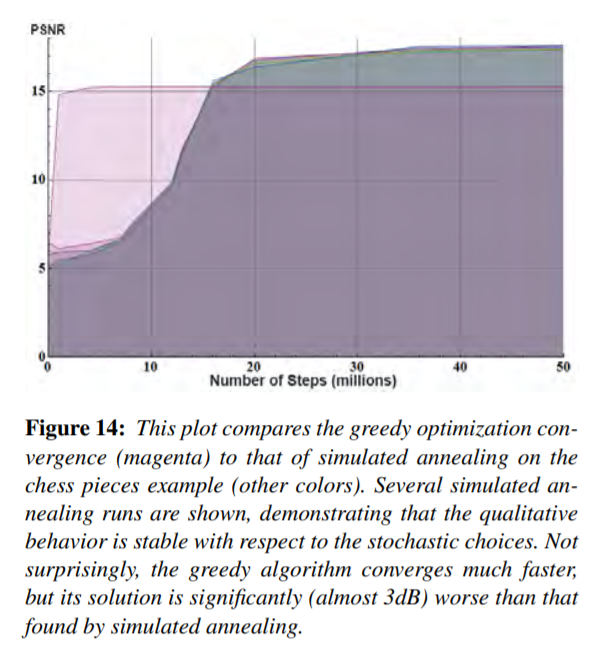 PSNR
15
10
5
0
0 10 20 30 40 50
Number of Steps (millions)
Figure 14: This plot compares the greedy optimization con-
vergence (magenta) to that of simulated annealing on the
chess pieces example (other colors). Several simulated an-
nealing runs are shown, demonstrating that the qualitative
behavior is stable with respect to the stochastic choices. Not
surprisingly, the greedy algorithm converges much faster,
but its solution is significantly (almost 3dB) worse than that
found by simulated annealing.